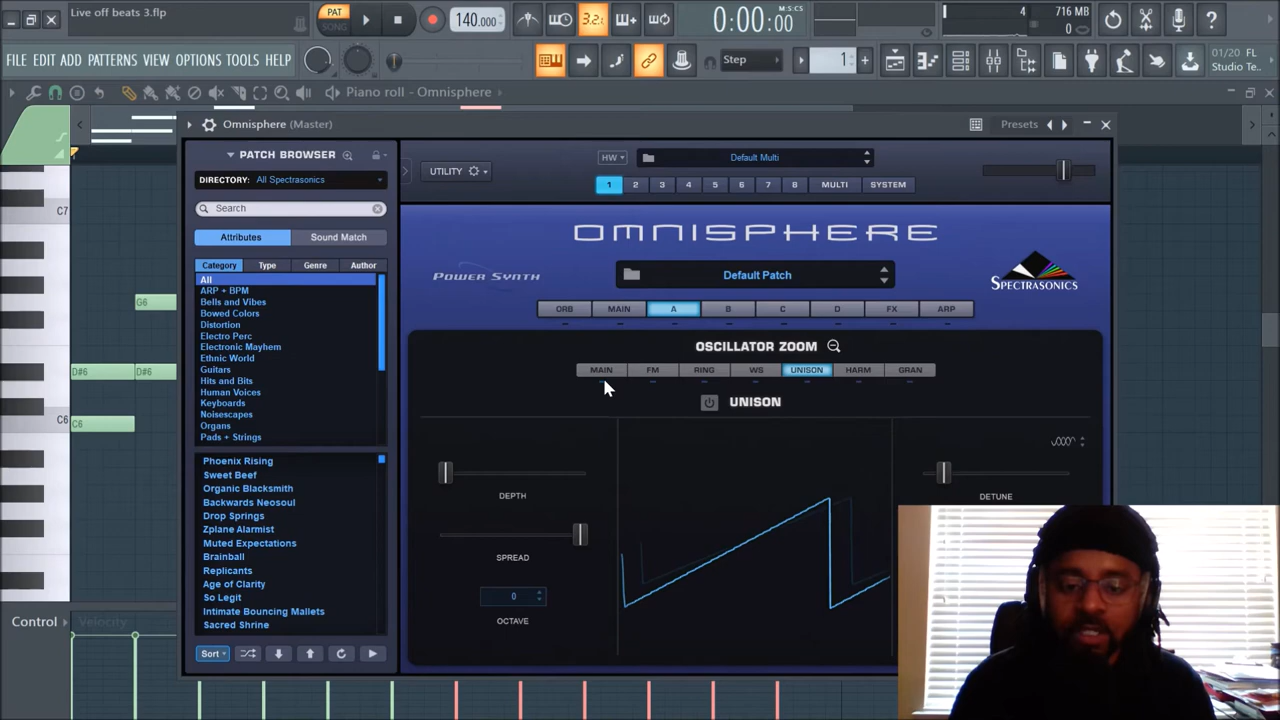 Live off beats 3.flp
PAT
SONG
140.000
3.2.
0:00:00
M:S:CS
4
716 MB
0
FILE EDIT ADD PATTERNS VIEW OPTIONS TOOLS HELP
Step
1
01/20 FL
Studio Te..
Piano roll - Omnisphere
Omnisphere (Master)
Presets
PATCH BROWSER
DIRECTORY: All Spectrasonics
Search
Attributes
Sound Match
Category
Type
Genre
Author
All
ARP + BPM
Bells and Vibes
Bowed Colors
Distortion
Electro Perc
Electronic Mayhem
Ethnic World
Guitars
Hits and Bits
Human Voices
Keyboards
Noisescapes
Organs
Pads + Strings
Phoenix Rising
Sweet Beef
Organic Blacksmith
Backwards Neosoul
Drop Springs
Zplane Alarmist
Muted Expectations
Brainball
Replicants
Age of Clarity
So Legit
Intimate Bouncing Mallets
Sacred Shrine
Sort
UTILITY
HW
Default Multi
1 2 3 4 5 6 7 8 MULTI SYSTEM
OMNISPHERE
POWER SYNTH
Default Patch
SPECTRASONICS
ORB MAIN A B C D FX ARP
OSCILLATOR ZOOM
MAIN FM RING WS UNISON HARM GRAN
UNISON
DEPTH
SPREAD
0
OCTAVE
DETUNE
C7
G6
D#6 D#6
C6
C6
Control
Velocity